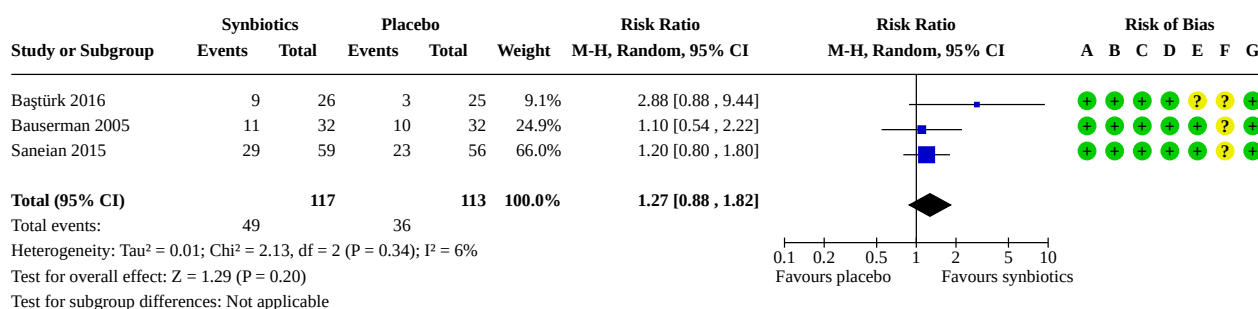 Synbiotics Placebo Risk Ratio Risk Ratio Risk of Bias
Study or Subgroup Events Total Events Total Weight M-H, Random, 95% CI M-H, Random, 95% CI A B C D E F G
Baştürk 2016 9 26 3 25 9.1% 2.88 [0.88 , 9.44] + + + + ? ? +
Bauserman 2005 11 32 10 32 24.9% 1.10 [0.54 , 2.22] + + + + + ? +
Saneian 2015 29 59 23 56 66.0% 1.20 [0.80 , 1.80] + + + + + ? +
Total (95% CI) 117 113 100.0% 1.27 [0.88 , 1.82]
Total events: 49 36
Heterogeneity: Tau² = 0.01; Chi² = 2.13, df = 2 (P = 0.34); I² = 6%
0.1 0.2 0.5 1 2 5 10
Test for overall effect: Z = 1.29 (P = 0.20) Favours placebo Favours synbiotics
Test for subgroup differences: Not applicable